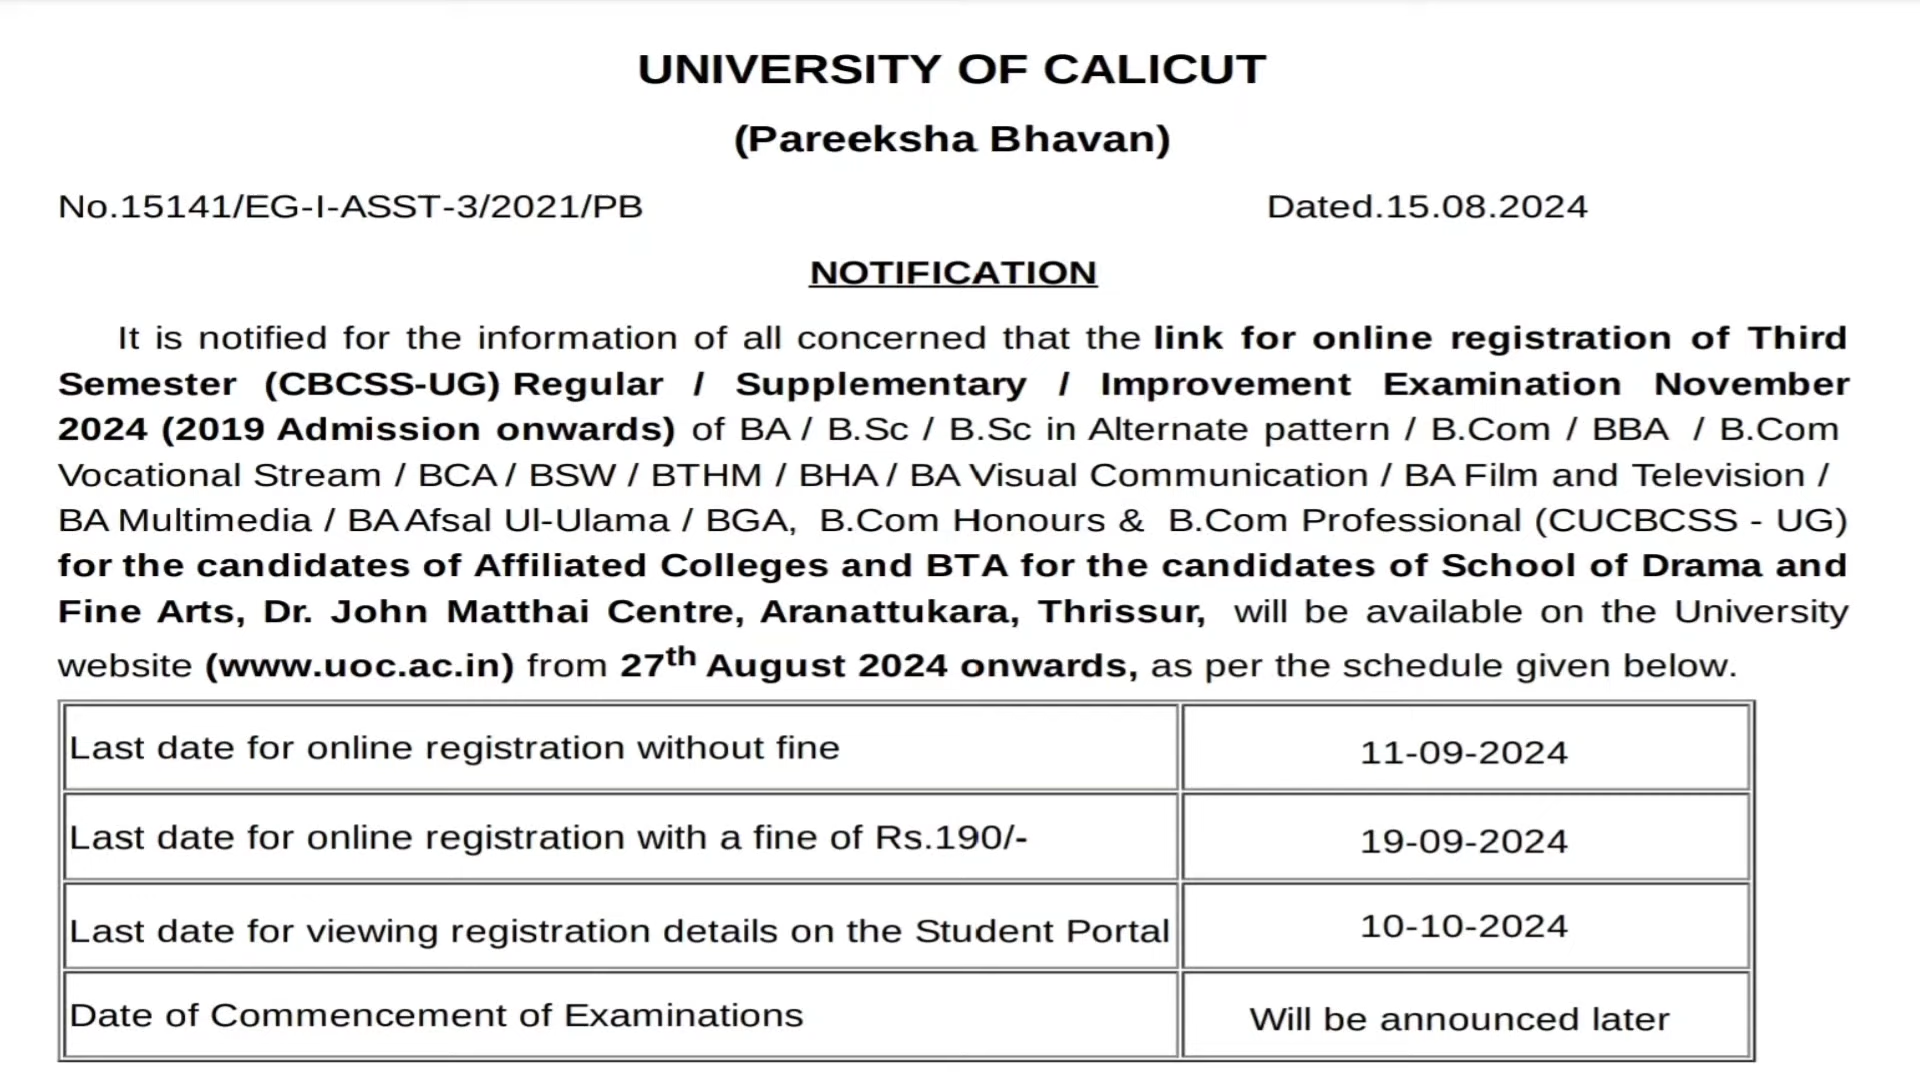 UNIVERSITY OF CALICUT
(Pareeksha Bhavan)
No.15141/EG-I-ASST-3/2021/PB Dated.15.08.2024
NOTIFICATION
It is notified for the information of all concerned that the link for online registration of Third
Semester (CBCSS-UG) Regular / Supplementary / Improvement Examination November
2024 (2019 Admission onwards) of BA / B.Sc / B.Sc in Alternate pattern / B.Com / BBA / B.Com
Vocational Stream / BCA / BSW / BTHM / BHA / BA Visual Communication / BA Film and Television /
BA Multimedia / BA Afsal Ul-Ulama / BGA, B.Com Honours & B.Com Professional (CUCBCSS - UG)
for the candidates of Affiliated Colleges and BTA for the candidates of School of Drama and
Fine Arts, Dr. John Matthai Centre, Aranattukara, Thrissur, will be available on the University
website (www.uoc.ac.in) from 27th August 2024 onwards, as per the schedule given below.
Last date for online registration without fine 11-09-2024
Last date for online registration with a fine of Rs.190/- 19-09-2024
Last date for viewing registration details on the Student Portal 10-10-2024
Date of Commencement of Examinations Will be announced later